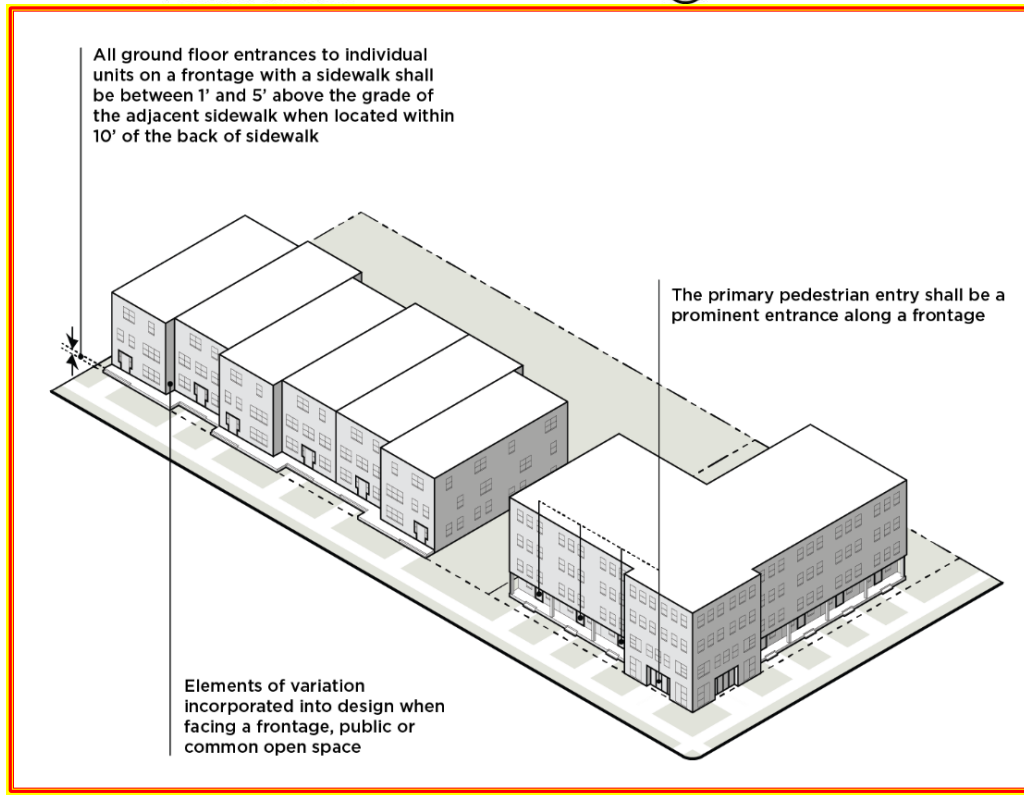 All ground floor entrances to individual
units on a frontage with a sidewalk shall
be between 1’ and 5’ above the grade of
the adjacent sidewalk when located within
10’ of the back of sidewalk
The primary pedestrian entry shall be a
prominent entrance along a frontage
Elements of variation
incorporated into design when
facing a frontage, public or
common open space